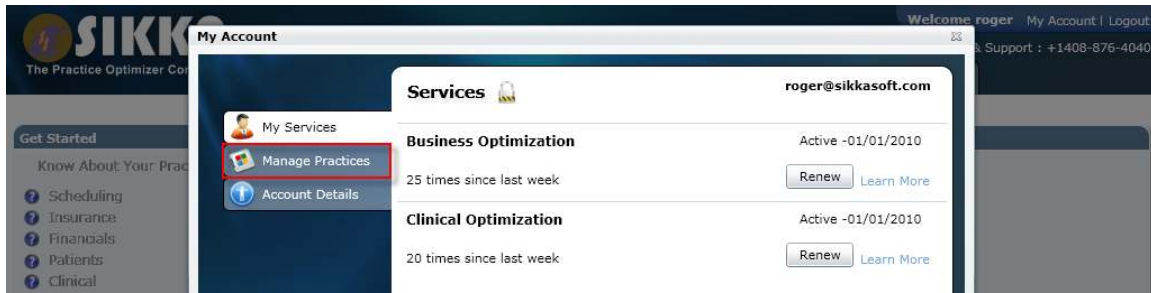 Welcome roger My Account | Logout
SIKK
My Account
& Support : +1408-876-4040
The Practice Optimizer Cor
Services
roger@sikkasoft.com
Get Started
My Services
Business Optimization
Active -01/01/2010
Know About Your Prac
Manage Practices
25 times since last week
Renew
Learn More
Scheduling
Account Details
Insurance
Clinical Optimization
Active -01/01/2010
Financials
Patients
20 times since last week
Renew
Learn More
Clinical